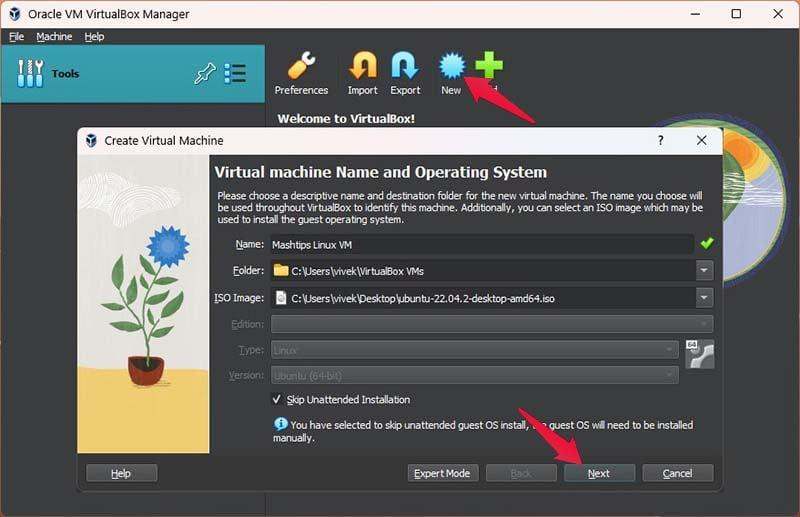 Oracle VM VirtualBox Manager
File Machine Help
Tools
Preferences Import Export New
Welcome to VirtualBox!
Create Virtual Machine
?
Virtual machine Name and Operating System
Please choose a descriptive name and destination folder for the new virtual machine. The name you choose will
be used throughout VirtualBox to identify this machine. Additionally, you can select an ISO image which may be
used to install the guest operating system.
Name: Mashtips Linux VM
Folder: C:\Users\vivek\VirtualBox VMs
ISO Image: C:\Users\vivek\Desktop\ubuntu-22.04.2-desktop-amd64.iso
Edition:
Type: Linux
64
Version: Ubuntu (64-bit)
Skip Unattended Installation
You have selected to skip unattended guest OS install, guest OS will need to be installed
manually.
Help Expert Mode Back Next Cancel